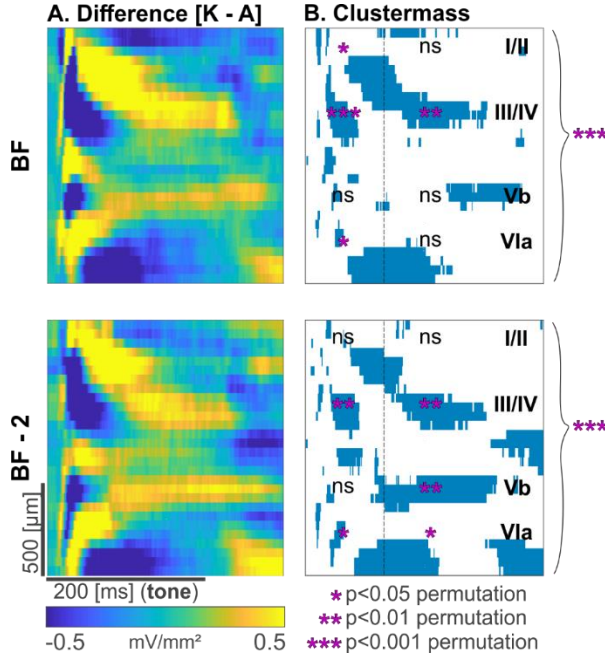 A. Difference [K - A]
B. Clustermass
BF
* ns I/II
*** ** III/IV
***
ns ns Vb
* ns VIa
BF - 2
ns ns I/II
** ** III/IV
***
ns ** Vb
* * VIa
500 [µm]
200 [ms] (tone)
-0.5 mV/mm² 0.5
* p<0.05 permutation
** p<0.01 permutation
*** p<0.001 permutation